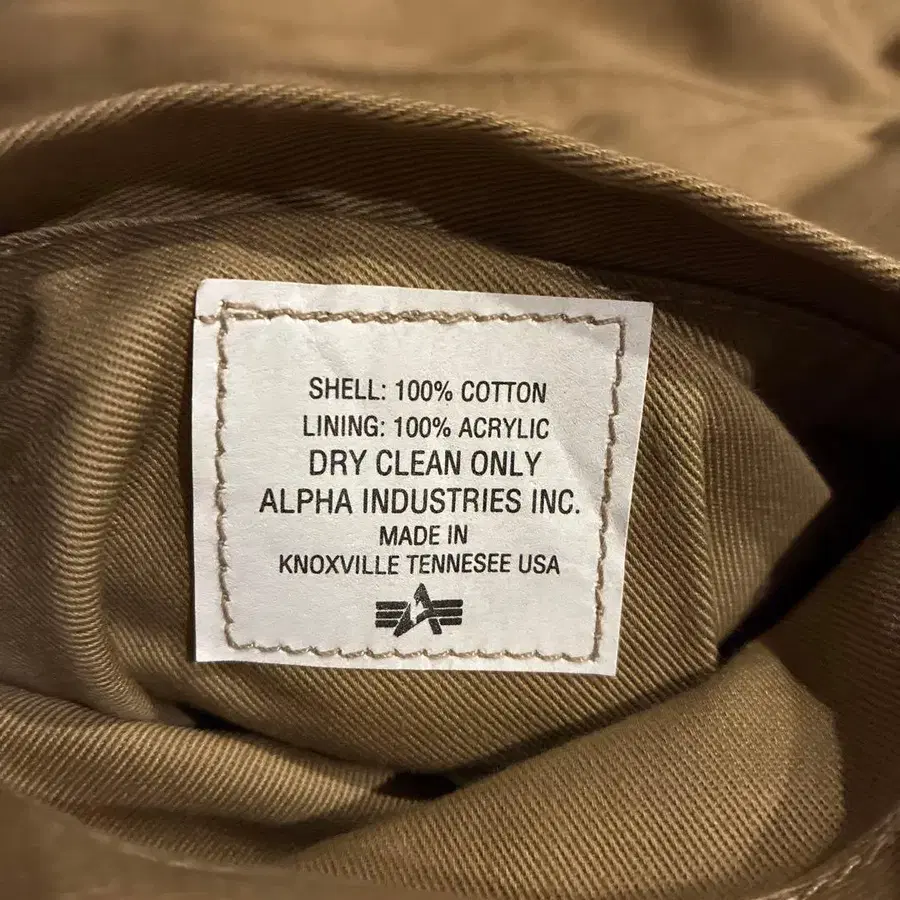 SHELL: 100% COTTON
LINING: 100% ACRYLIC
DRY CLEAN ONLY
ALPHA INDUSTRIES INC.
MADE IN
KNOXVILLE TENNESEE USA